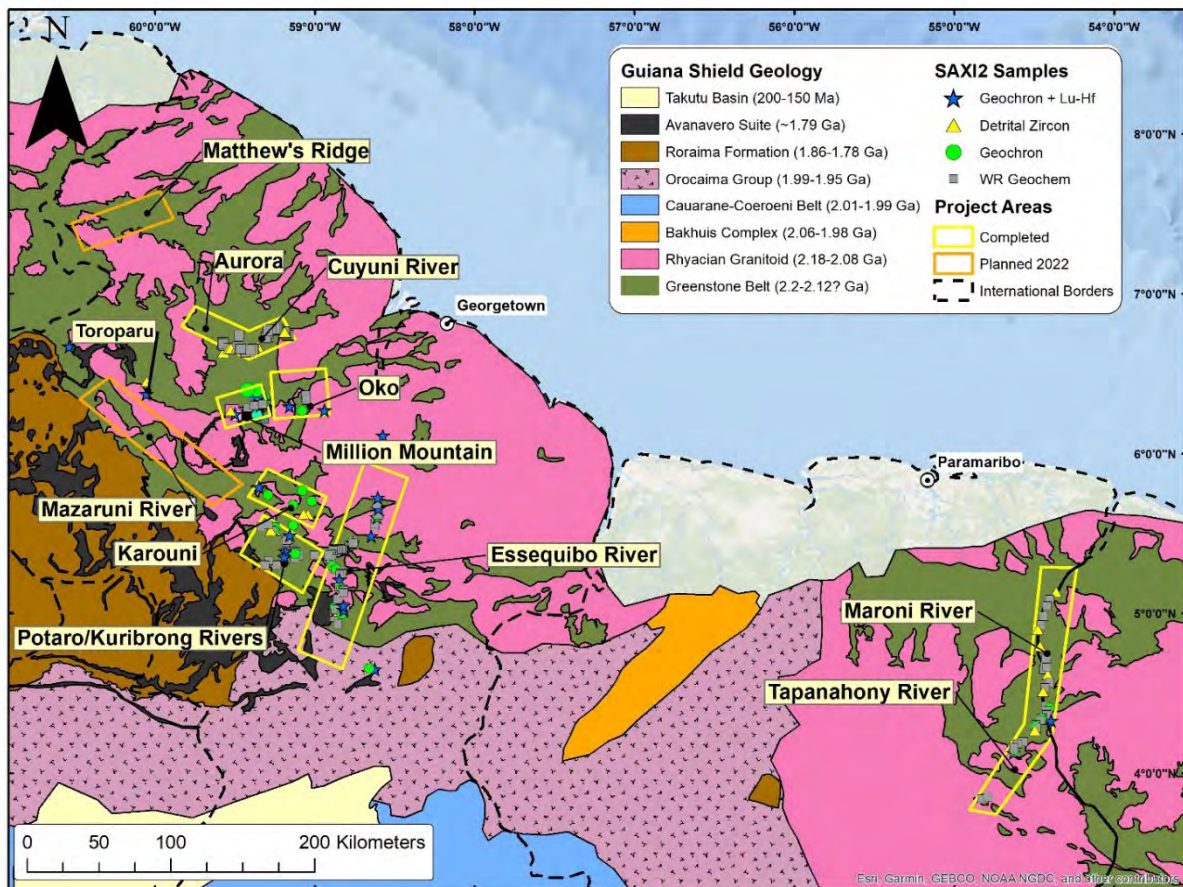 60°0'0"W
59°0'0"W
58°0'0"W
57°0'0"W
56°0'0"W
55°0'0"W
54°0'0"W
N
8°0'0"N
7°0'0"N
6°0'0"N
5°0'0"N
4°0'0"N
Matthew's Ridge
Aurora
Cuyuni River
Georgetown
Toroparu
Oko
Million Mountain
Mazaruni River
Karouni
Essequibo River
Potaro/Kuribrong Rivers
Paramaribo
Maroni River
Tapanahony River
Guiana Shield Geology
Takutu Basin (200-150 Ma)
Avanavero Suite (~1.79 Ga)
Roraima Formation (1.86-1.78 Ga)
Orocaima Group (1.99-1.95 Ga)
Cauarane-Coeroeni Belt (2.01-1.99 Ga)
Bakhuis Complex (2.06-1.98 Ga)
Rhyacian Granitoid (2.18-2.08 Ga)
Greenstone Belt (2.2-2.12? Ga)
SAXI2 Samples
Geochron + Lu-Hf
Detrital Zircon
Geochron
WR Geochem
Project Areas
Completed
Planned 2022
International Borders
0 50 100 200 Kilometers
Esri, Garmin, GEBCO, NOAA NGDC, and other contributors